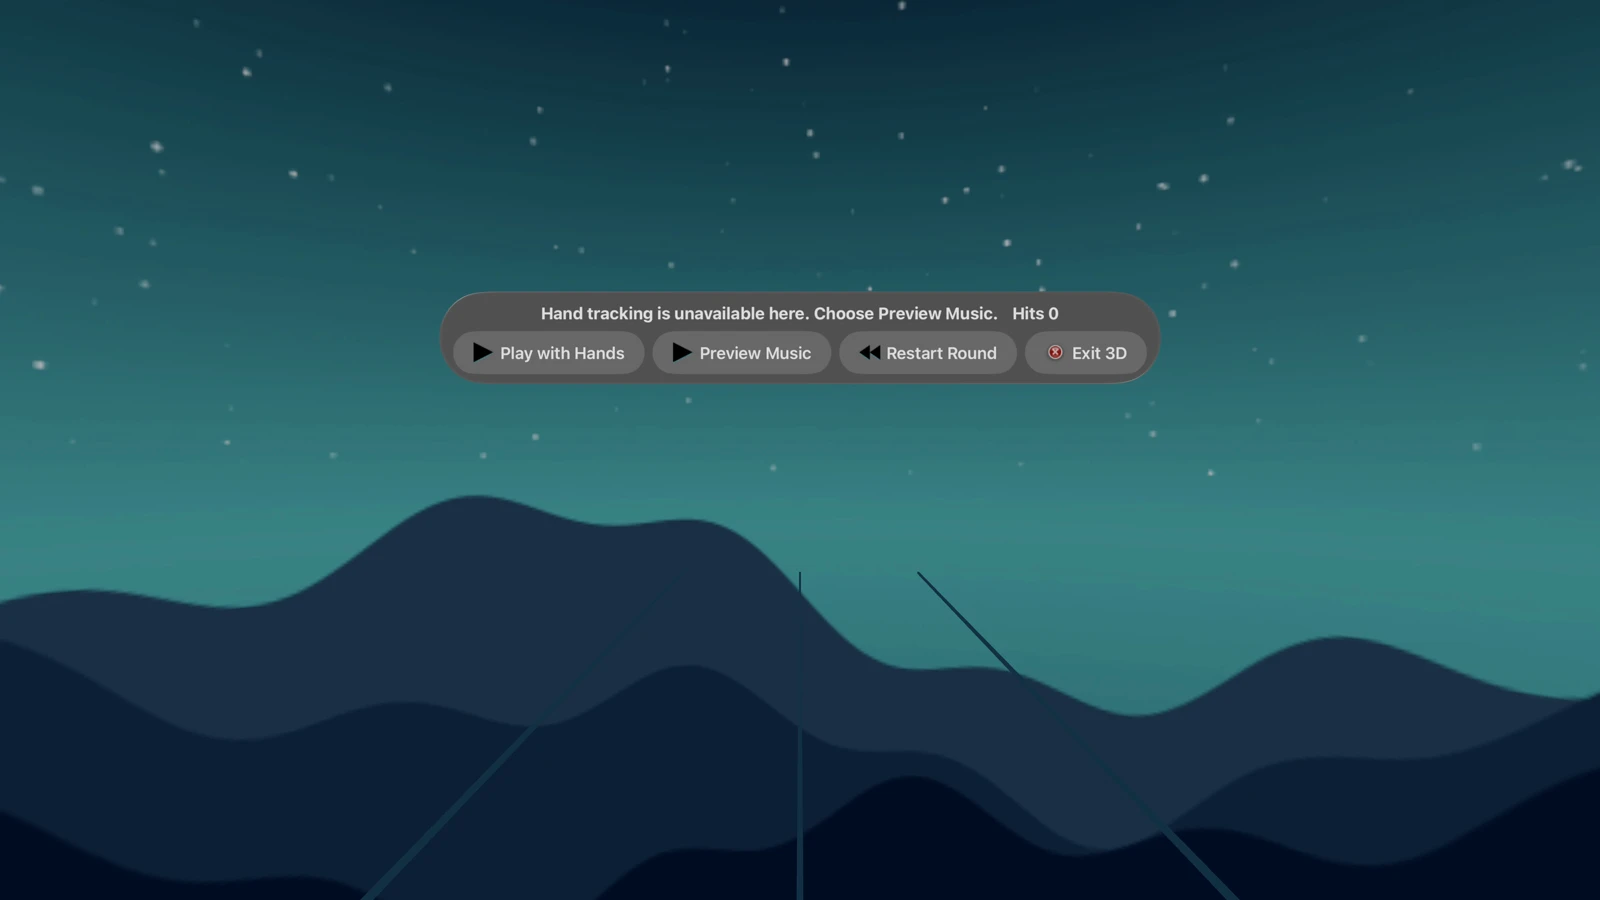 Hand tracking is unavailable here. Choose Preview Music. Hits 0
Play with Hands Preview Music Restart Round Exit 3D